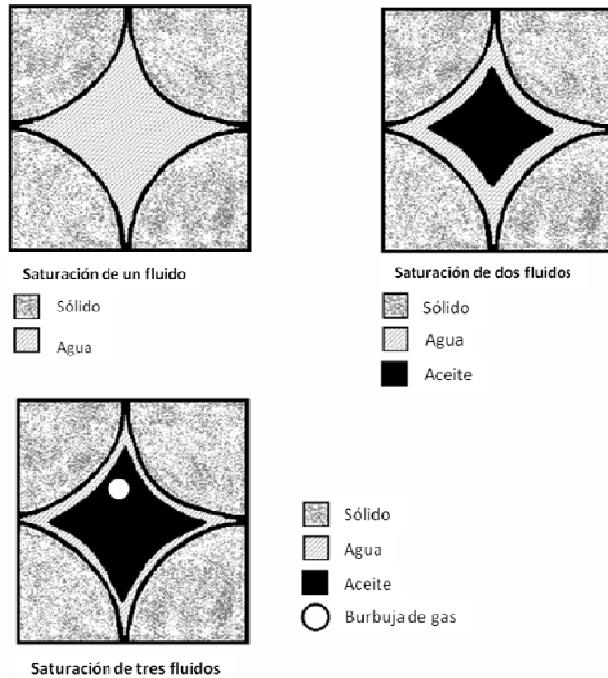 Saturación de un fluido
Sólido
Agua
Saturación de dos fluidos
Sólido
Agua
Aceite
Saturación de tres fluidos
Sólido
Agua
Aceite
Burbuja de gas